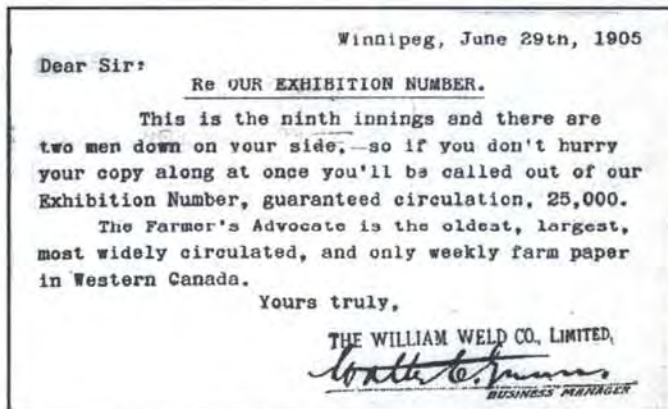 Winnipeg, June 29th, 1905
Dear Sir:
Re OUR EXHIBITION NUMBER.
This is the ninth innings and there are
two men down on your side,—so if you don't hurry
your copy along at once you'll be called out of our
Exhibition Number, guaranteed circulation, 25,000.
The Farmer's Advocate is the oldest, largest,
most widely circulated, and only weekly farm paper
in Western Canada.
Yours truly,
THE WILLIAM WELD CO., LIMITED,
Walter E.
BUSINESS MANAGER